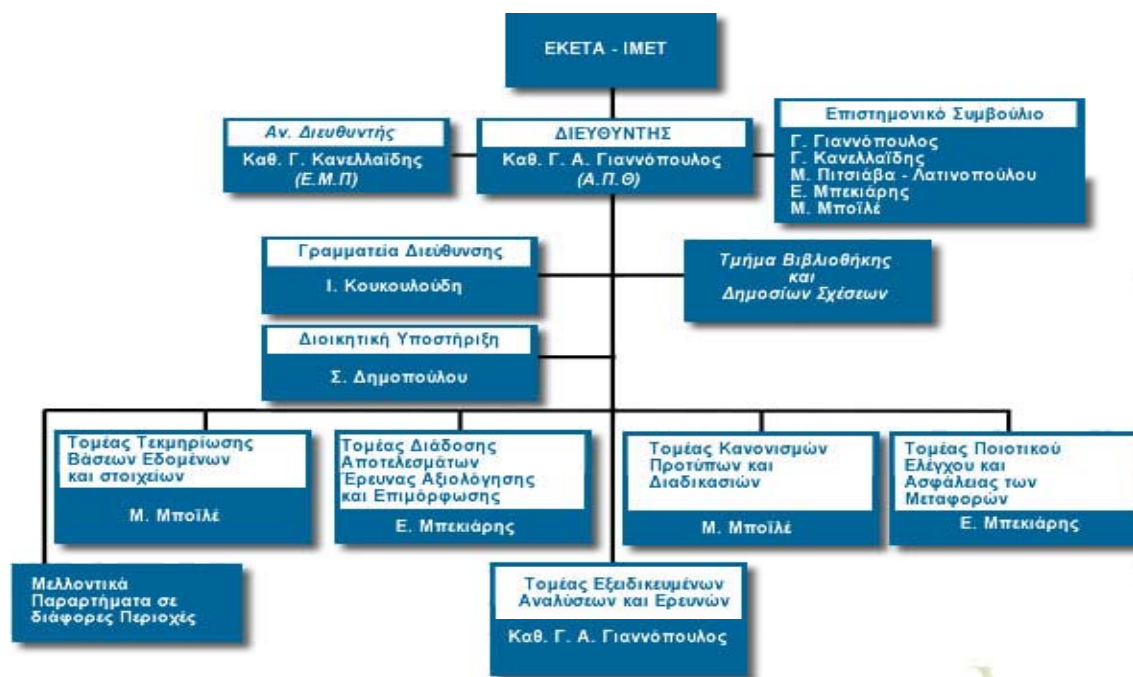 ΕΚΕΤΑ - ΙΜΕΤ
Αν. Διευθυντής
Καθ. Γ. Κανελλαΐδης
(Ε.Μ.Π)
ΔΙΕΥΘΥΝΤΗΣ
Καθ. Γ. Α. Γιαννόπουλος
(Α.Π.Θ)
Επιστημονικό Συμβούλιο
Γ. Γιαννόπουλος
Γ. Κανελλαΐδης
Μ. Πιτσιάβα - Λατινοπούλου
Ε. Μπεκιάρης
Μ. Μποϊλέ
Γραμματεία Διεύθυνσης
Ι. Κουκουλούδη
Τμήμα Βιβλιοθήκης
και
Δημοσίων Σχέσεων
Διοικητική Υποστήριξη
Σ. Δημοπούλου
Τομέας Τεκμηρίωσης
Βάσεων Εδομένων
και στοιχείων
Μ. Μποϊλέ
Τομέας Διάδοσης
Αποτελεσμάτων
Έρευνας Αξιολόγησης
και Επιμόρφωσης
Ε. Μπεκιάρης
Τομέας Κανονισμών
Προτύπων και
Διαδικασιών
Μ. Μποϊλέ
Τομέας Ποιοτικού
Ελέγχου και
Ασφάλειας των
Μεταφορών
Ε. Μπεκιάρης
Μελλοντικά
Παραρτήματα σε
διάφορες Περιοχές
Τομέας Εξειδικευμένων
Αναλύσεων και Ερευνών
Καθ. Γ. Α. Γιαννόπουλος